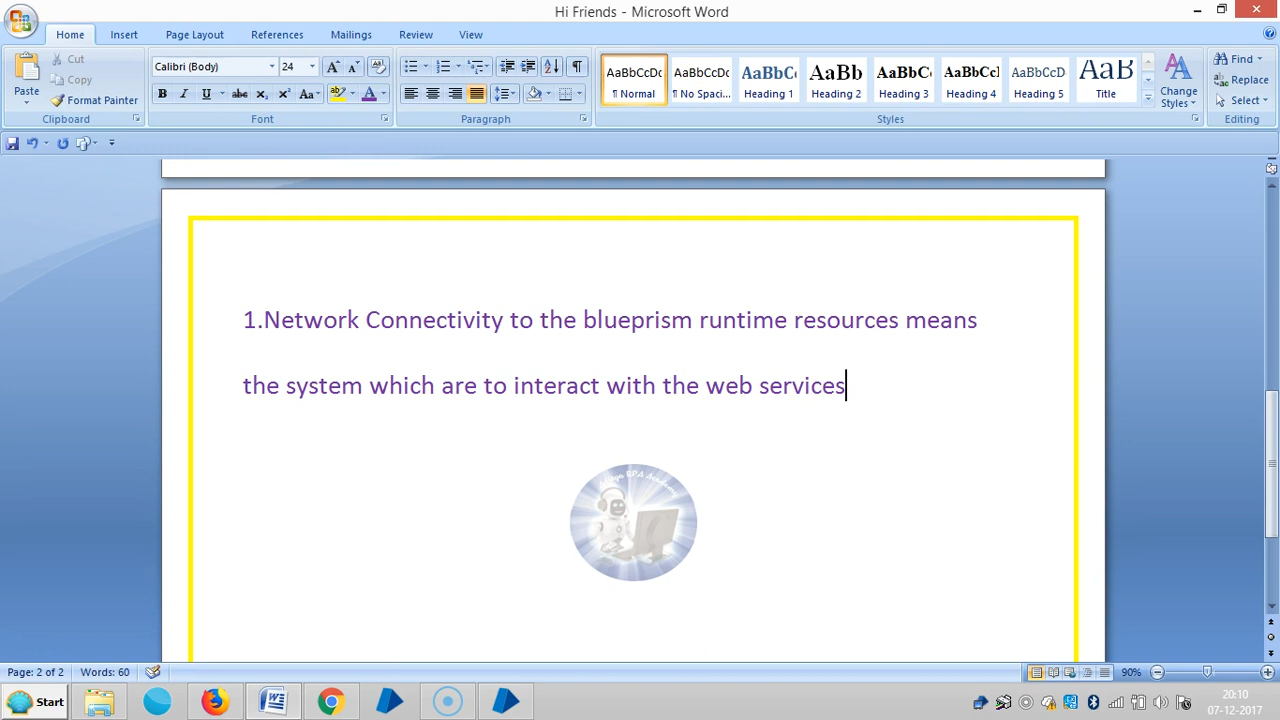 Hi Friends - Microsoft Word
Home Insert Page Layout References Mailings Review View
Paste
Cut
Copy
Format Painter
Clipboard
Calibri (Body) 24
Font
Paragraph
AaBbCcDc AaBbCcDc AaBbC AaBb AaBbC AaBbCcI AaBbCcD AaB
¶ Normal ¶ No Spaci... Heading 1 Heading 2 Heading 3 Heading 4 Heading 5 Title
Change Styles
Styles
Find
Replace
Select
Editing
1.Network Connectivity to the blueprism runtime resources means
the system which are to interact with the web services
RPA Academy
Page: 2 of 2 Words: 60 90%
Start
20:10
07-12-2017